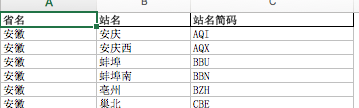 A B C
省名 站名 站名简码
安徽 安庆 AQI
安徽 安庆西 AQX
安徽 蚌埠 BBU
安徽 蚌埠南 BBN
安徽 亳州 BZH
安徽 巢北 CBE